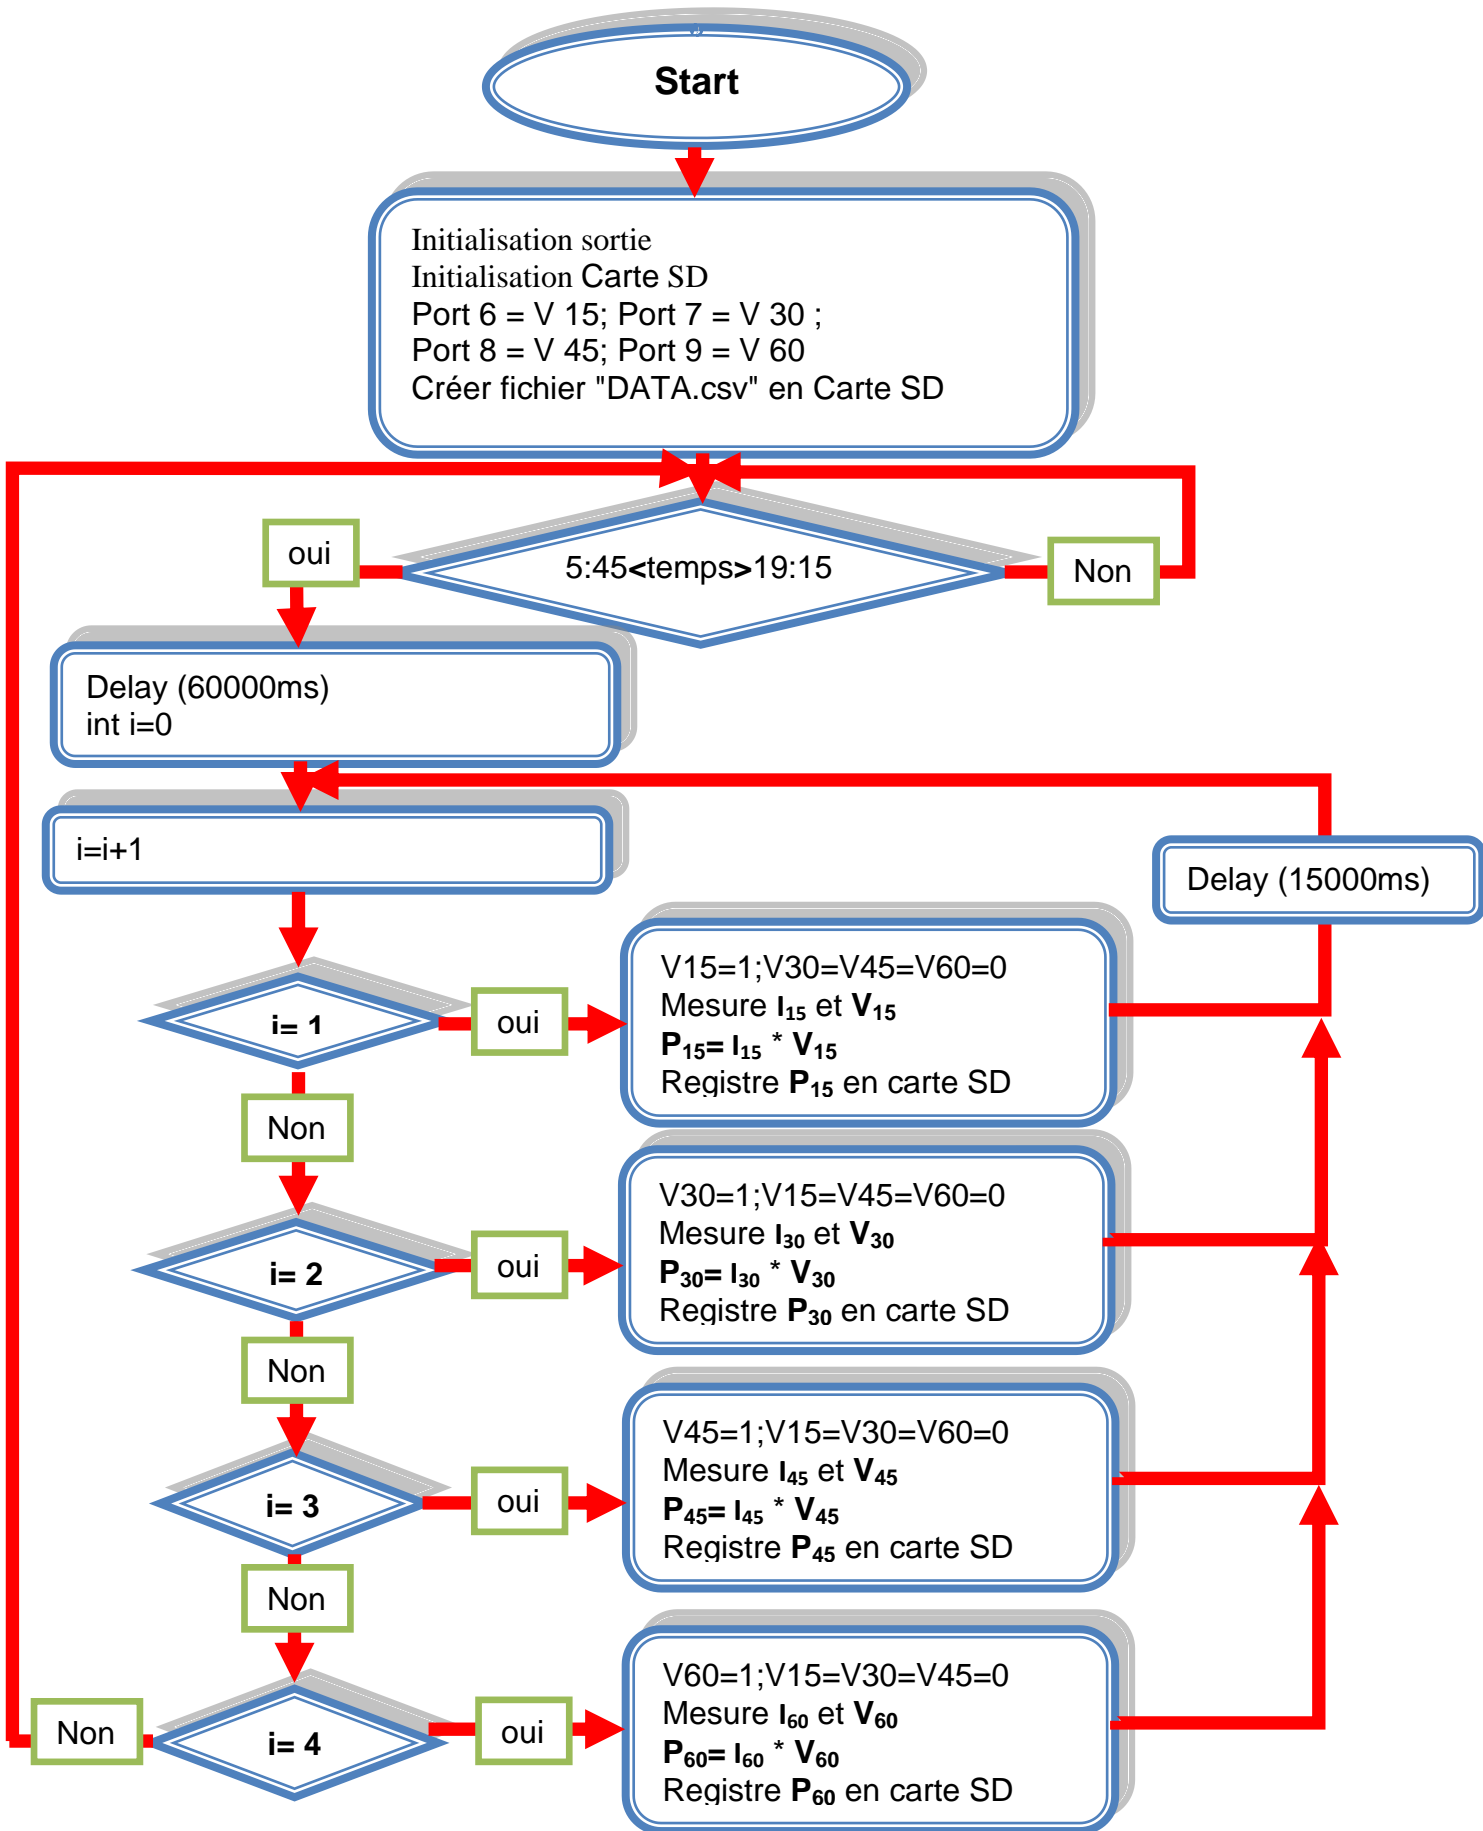 Start
Initialisation sortie
Initialisation Carte SD
Port 6 = V 15; Port 7 = V 30 ;
Port 8 = V 45; Port 9 = V 60
Créer fichier "DATA.csv" en Carte SD
oui
5:45<temps>19:15
Non
Delay (60000ms)
int i=0
i=i+1
Delay (15000ms)
i= 1
oui
V15=1;V30=V45=V60=0
Mesure I15 et V15
P15= I15 * V15
Registre P15 en carte SD
Non
i= 2
oui
V30=1;V15=V45=V60=0
Mesure I30 et V30
P30= I30 * V30
Registre P30 en carte SD
Non
i= 3
oui
V45=1;V15=V30=V60=0
Mesure I45 et V45
P45= I45 * V45
Registre P45 en carte SD
Non
Non
i= 4
oui
V60=1;V15=V30=V45=0
Mesure I60 et V60
P60= I60 * V60
Registre P60 en carte SD